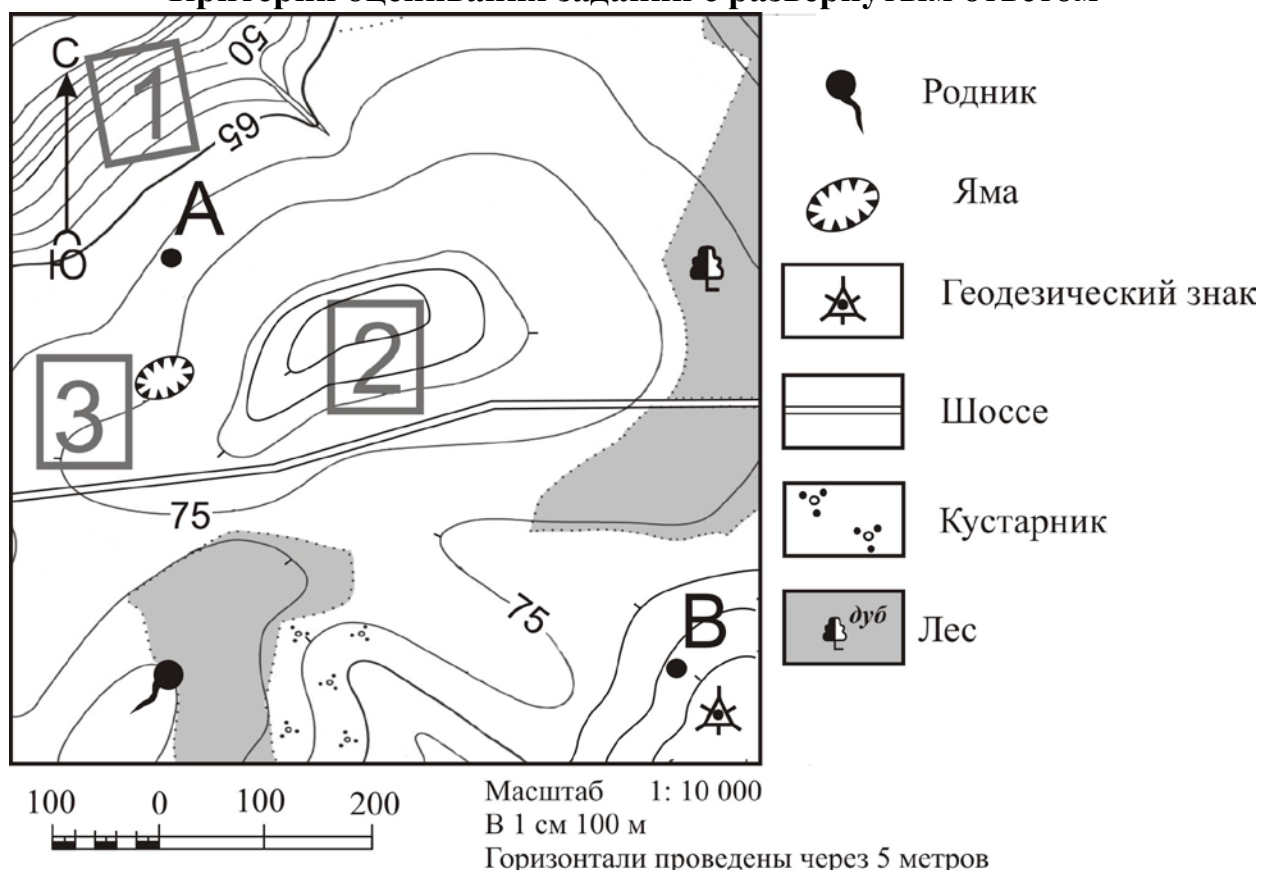 Критерии оценивания заданий с развёрнутым ответом
С
Ю
1
50
65
А
2
3
75
75
В
Родник
Яма
Геодезический знак
Шоссе
Кустарник
дуб
Лес
100 0 100 200
Масштаб 1: 10 000
В 1 см 100 м
Горизонтали проведены через 5 метров